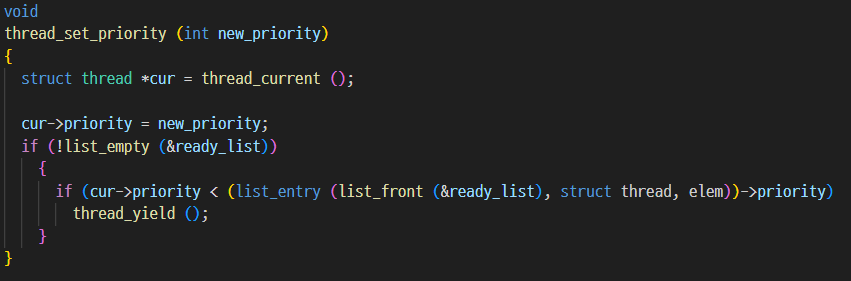 void
thread_set_priority (int new_priority)
{
  struct thread *cur = thread_current ();

  cur->priority = new_priority;
  if (!list_empty (&ready_list))
    {
      if (cur->priority < (list_entry (list_front (&ready_list), struct thread, elem))->priority)
        thread_yield ();
    }
}